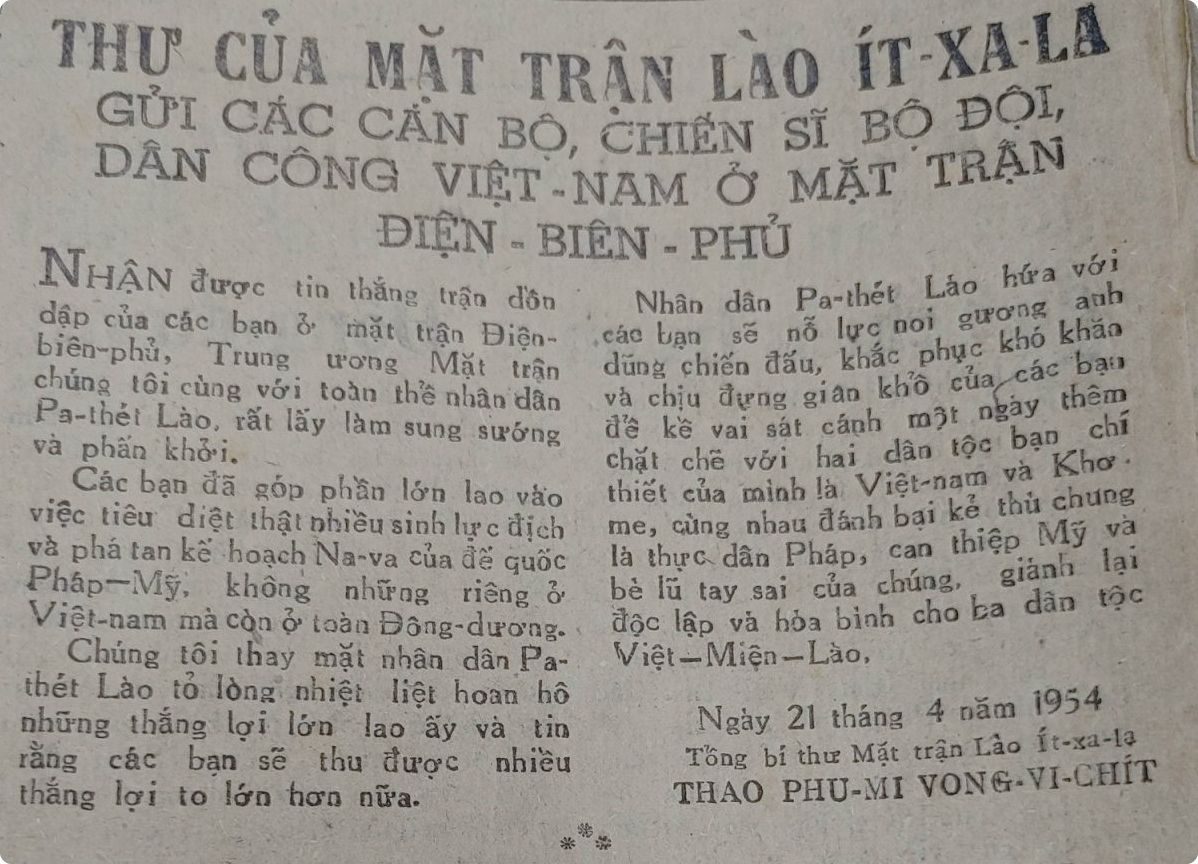 THƯ CỦA MẶT TRẬN LÀO ÍT-XA-LA
GỬI CÁC CÁN BỘ, CHIẾN SĨ BỘ ĐỘI,
DÂN CÔNG VIỆT-NAM Ở MẶT TRẬN
ĐIỆN-BIÊN-PHỦ
NHẬN được tin thắng trận dồn
dập của các bạn ở mặt trận Điện-
biên-phủ, Trung ương Mặt trận
chúng tôi cùng với toàn thể nhân dân
Pa-thét Lào, rất lấy làm sung sướng
và phấn khởi.
Các bạn đã góp phần lớn lao vào
việc tiêu diệt thật nhiều sinh lực địch
và phá tan kế hoạch Na-va của đế quốc
Pháp—Mỹ, không những riêng ở
Việt-nam mà còn ở toàn Đông-dương.
Chúng tôi thay mặt nhân dân Pa-
thét Lào tỏ lòng nhiệt liệt hoan hô
những thắng lợi lớn lao ấy và tin
rằng các bạn sẽ thu được nhiều
thắng lợi to lớn hơn nữa.
Nhân dân Pa-thét Lào hứa với
các bạn sẽ nỗ lực noi gương anh
dũng chiến đấu, khắc phục khó khăn
và chịu đựng gian khổ của các bạn
để kề vai sát cánh một ngày thêm
chặt chẽ với hai dân tộc bạn chí
thiết của mình là Việt-nam và Khơ-
me, cùng nhau đánh bại kẻ thù chung
là thực dân Pháp, can thiệp Mỹ và
bè lũ tay sai của chúng, giành lại
độc lập và hòa bình cho ba dân tộc
Việt—Miện—Lào.
Ngày 21 tháng 4 năm 1954
Tổng bí thư Mặt trận Lào Ít-xa-la
THAO PHU-MI VONG-VI-CHÍT